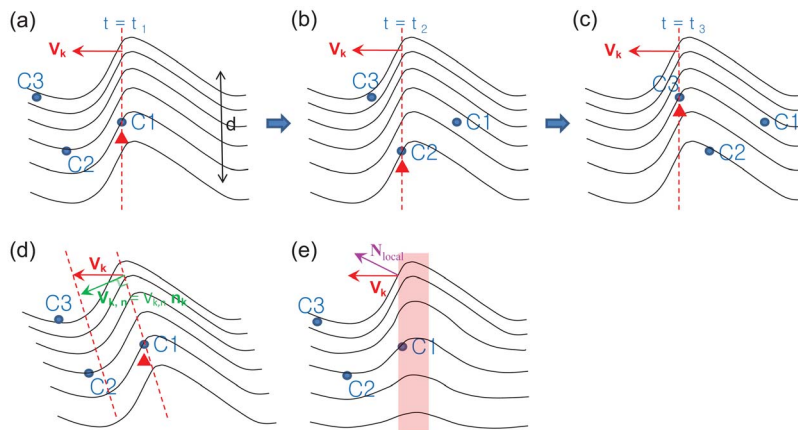 (a)
t = t1
Vk
C3
C1
d
C2
(b)
t = t2
Vk
C3
C1
C2
(c)
t = t3
Vk
C3
C1
C2
(d)
Vk
Vk, n = Vk,n nk
C3
C1
C2
(e)
Nlocal
Vk
C3
C1
C2